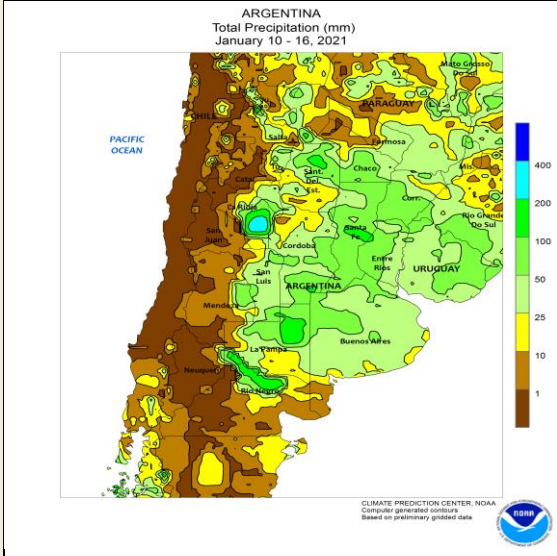 ARGENTINA
Total Precipitation (mm)
January 10 - 16, 2021
Mato Grosso
Do Sul
PARAGUAY
CHILE
PACIFIC
OCEAN
Salta
Formosa
Chaco
Sant.
Del
Est.
Mis.
Cata.
Corr.
La Rioja
Rio Grande
Do Sul
San
Juan
Santa
Fe
Cordoba
Entre
Rios
URUGUAY
San
Luis
ARGENTINA
Mendoza
Buenos Aires
La Pampa
Neuquen
Rio Negro
400
200
100
50
25
10
1
CLIMATE PREDICTION CENTER, NOAA
Computer generated contours
Based on preliminary gridded data
NOAA